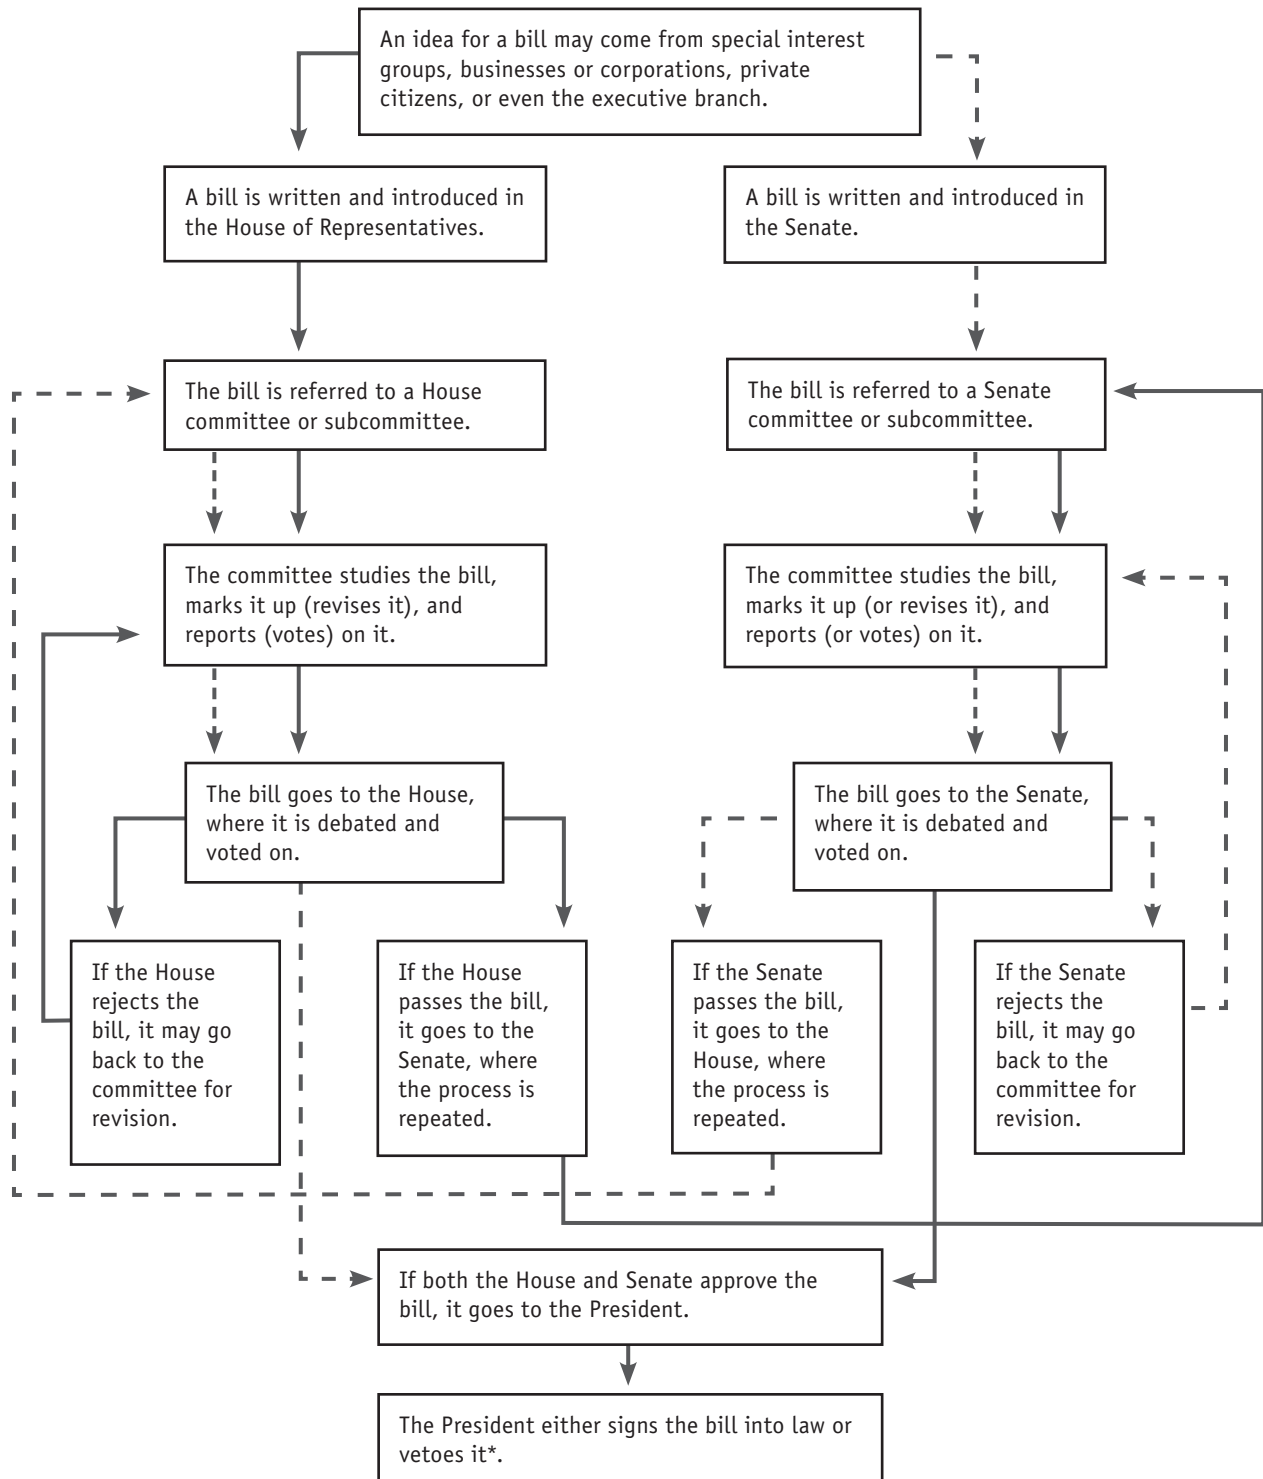 An idea for a bill may come from special interest
groups, businesses or corporations, private
citizens, or even the executive branch.
A bill is written and introduced in
the House of Representatives.
A bill is written and introduced in
the Senate.
The bill is referred to a House
committee or subcommittee.
The bill is referred to a Senate
committee or subcommittee.
The committee studies the bill,
marks it up (revises it), and
reports (votes) on it.
The committee studies the bill,
marks it up (or revises it), and
reports (or votes) on it.
The bill goes to the House,
where it is debated and
voted on.
The bill goes to the Senate,
where it is debated and
voted on.
If the House
rejects the
bill, it may go
back to the
committee for
revision.
If the House
passes the bill,
it goes to the
Senate, where
the process is
repeated.
If the Senate
passes the bill,
it goes to the
House, where
the process is
repeated.
If the Senate
rejects the
bill, it may go
back to the
committee for
revision.
If both the House and Senate approve the
bill, it goes to the President.
The President either signs the bill into law or
vetoes it*.